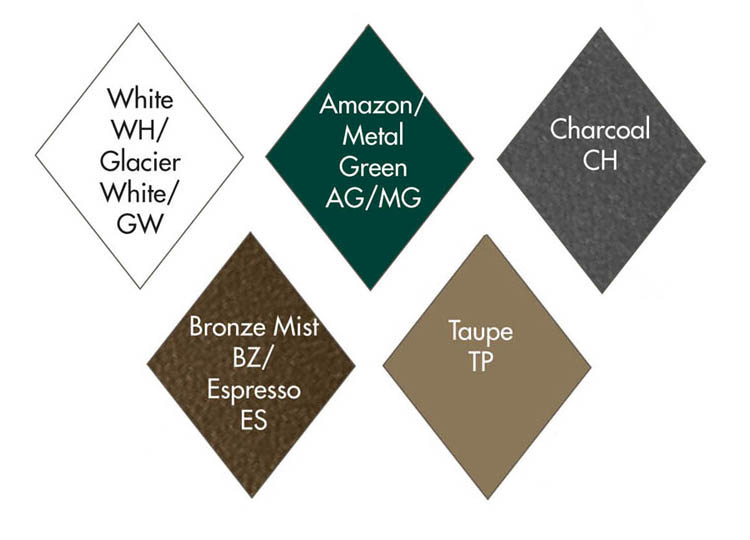 White
WH/
Glacier
White/
GW
Amazon/
Metal
Green
AG/MG
Charcoal
CH
Bronze Mist
BZ/
Espresso
ES
Taupe
TP